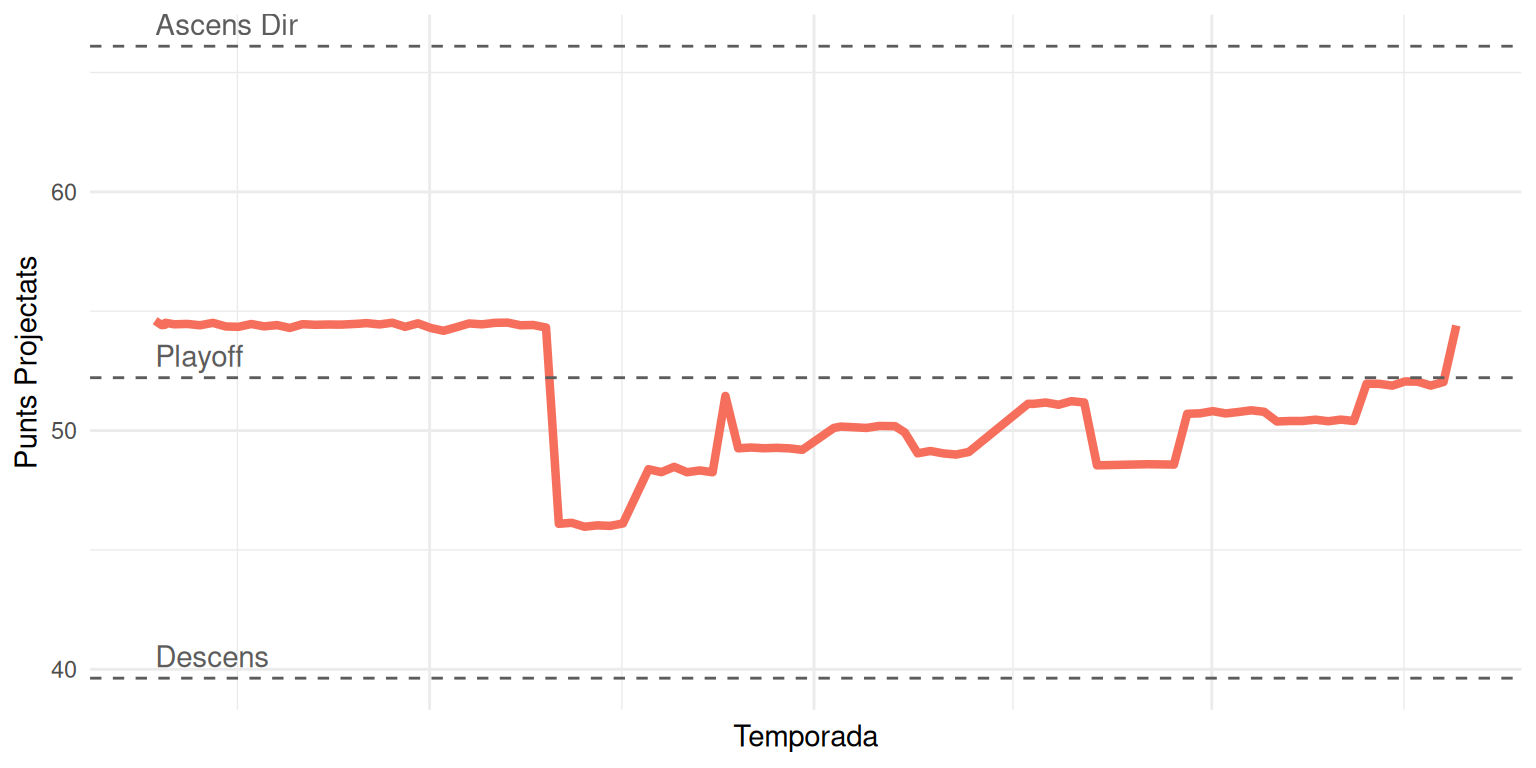 Ascens Dir
60
Playoff
50
Descens
40
Punts Projectats
Temporada